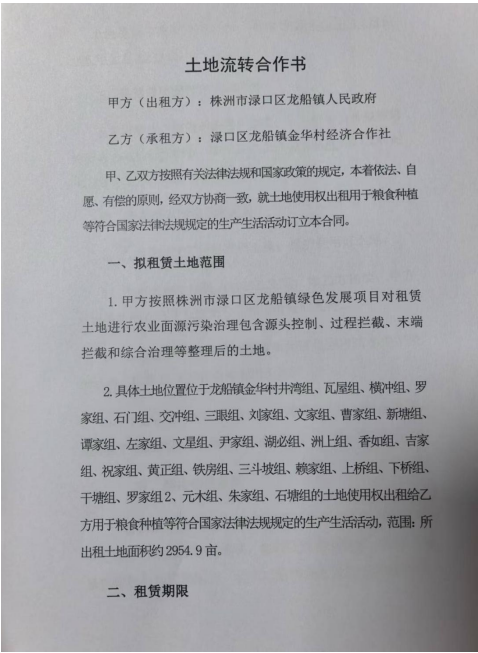 土地流转合作书
甲方（出租方）：株洲市渌口区龙船镇人民政府
乙方（承租方）：渌口区龙船镇金华村经济合作社
甲、乙双方按照有关法律法规和国家政策的规定，本着依法、自
愿、有偿的原则，经双方协商一致，就土地使用权出租用于粮食种植
等符合国家法律法规规定的生产生活活动订立本合同。
一、拟租赁土地范围
1.甲方按照株洲市渌口区龙船镇绿色发展项目对租赁
土地进行农业面源污染治理包含源头控制、过程拦截、末端
拦截和综合治理等整理后的土地。
2.具体土地位置位于龙船镇金华村井湾组、瓦屋组、横冲组、罗
家组、石门组、交冲组、三眼组、刘家组、文家组、曹家组、新塘组、
谭家组、左家组、文星组、尹家组、湖必组、洲上组、香如组、吉家
组、祝家组、黄正组、铁房组、三斗坡组、赖家组、上桥组、下桥组、
干塘组、罗家组2、元木组、朱家组、石塘组的土地使用权出租给乙
方用于粮食种植等符合国家法律法规规定的生产生活活动，范围：所
出租土地面积约2954.9亩。
二、租赁期限